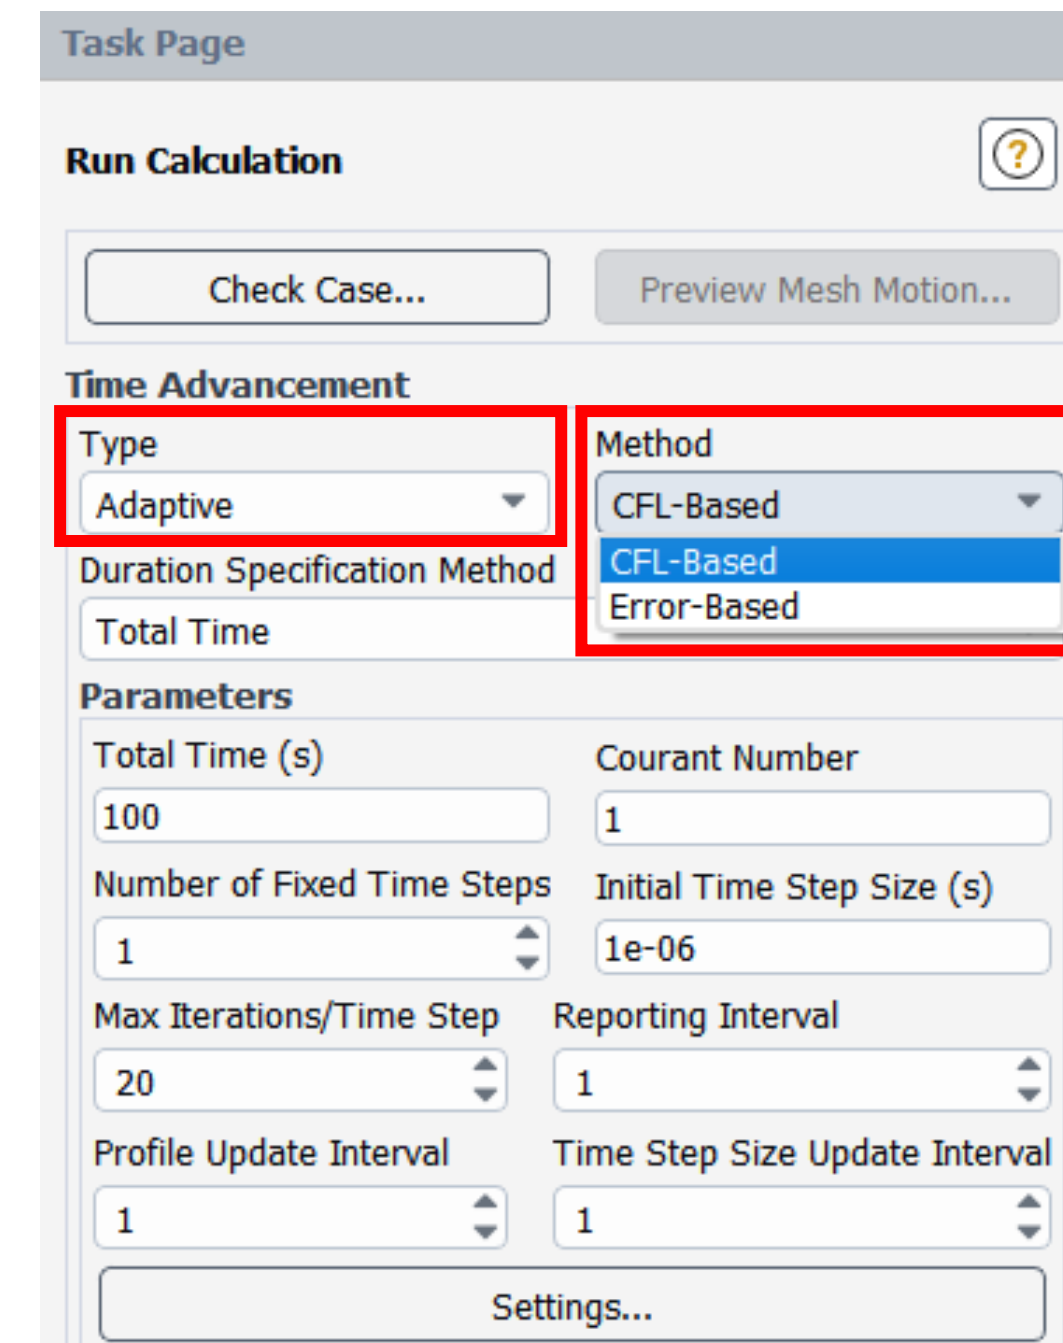 Task Page
Run Calculation
?
Check Case...
Preview Mesh Motion...
Time Advancement
Type
Method
Adaptive
CFL-Based
CFL-Based
Error-Based
Duration Specification Method
Total Time
Parameters
Total Time (s)
Courant Number
100
1
Number of Fixed Time Steps
Initial Time Step Size (s)
1
1e-06
Max Iterations/Time Step
Reporting Interval
20
1
Profile Update Interval
Time Step Size Update Interval
1
1
Settings...